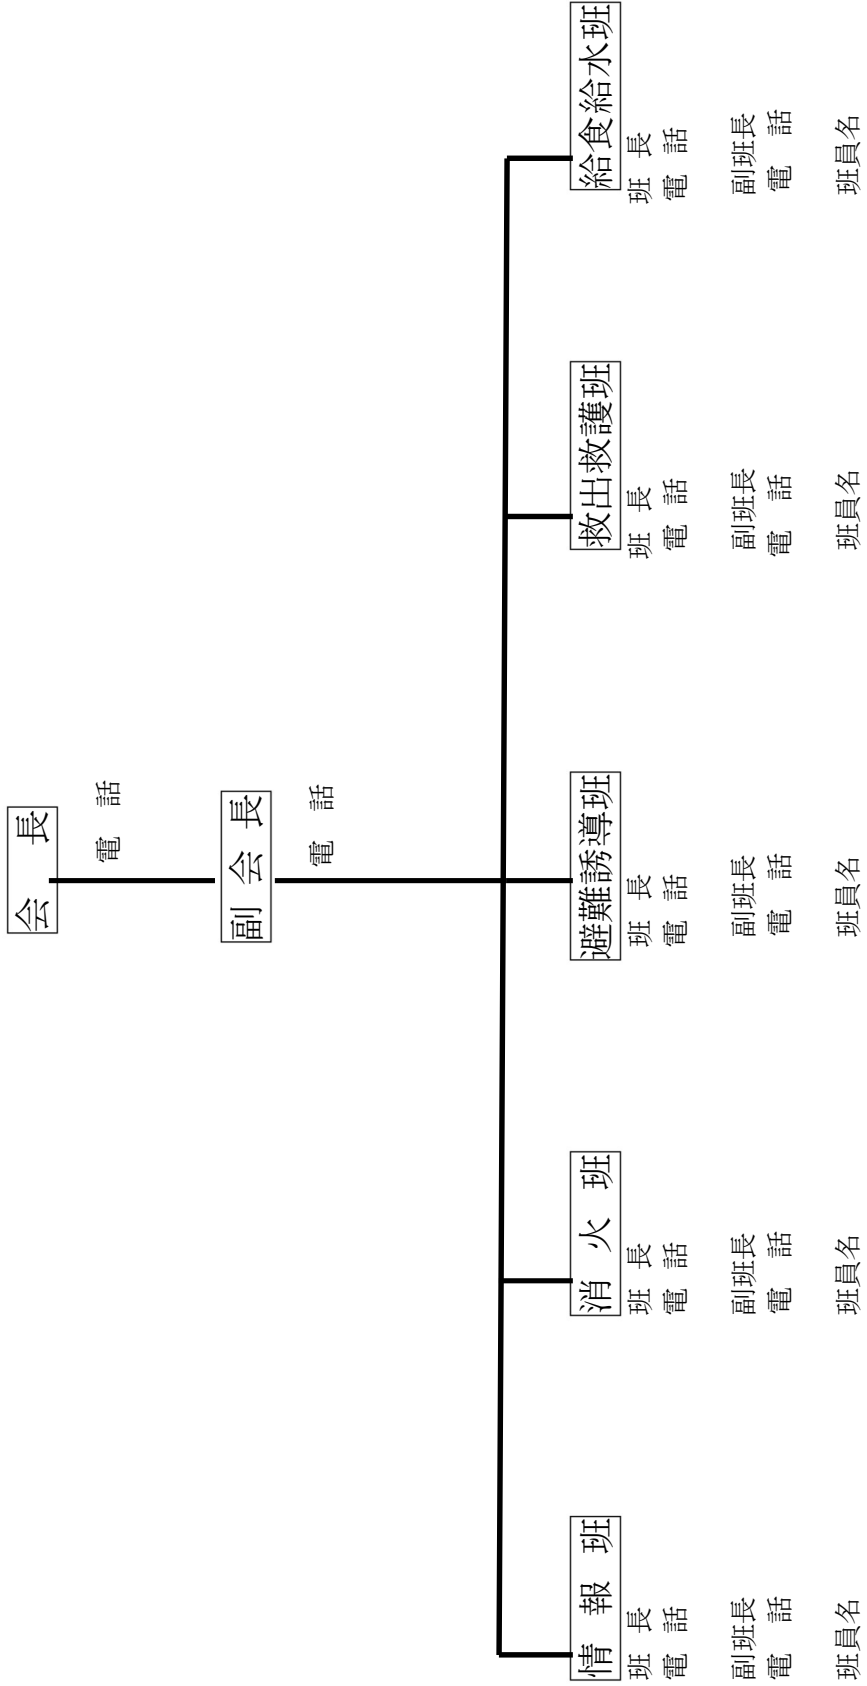 会　長
電　話
副 会 長
電　話
情 報 班
班　長
電　話
副班長
電　話
班員名
消 火 班
班　長
電　話
副班長
電　話
班員名
避難誘導班
班　長
電　話
副班長
電　話
班員名
救出救護班
班　長
電　話
副班長
電　話
班員名
給食給水班
班　長
電　話
副班長
電　話
班員名